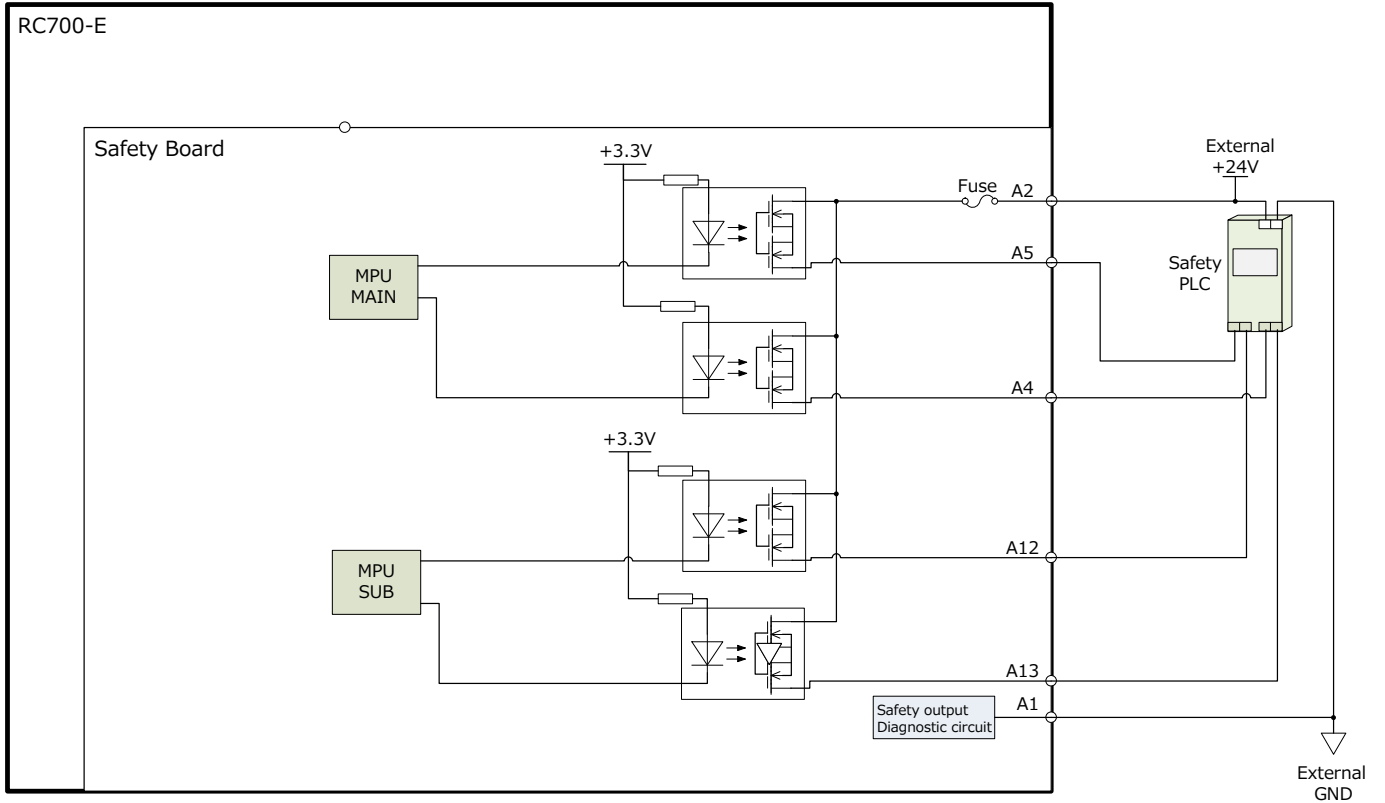 RC700-E
Safety Board
+3.3V
Fuse
A2
External
+24V
A5
Safety
PLC
MPU
MAIN
A4
+3.3V
A12
MPU
SUB
A13
A1
Safety output
Diagnostic circuit
External
GND